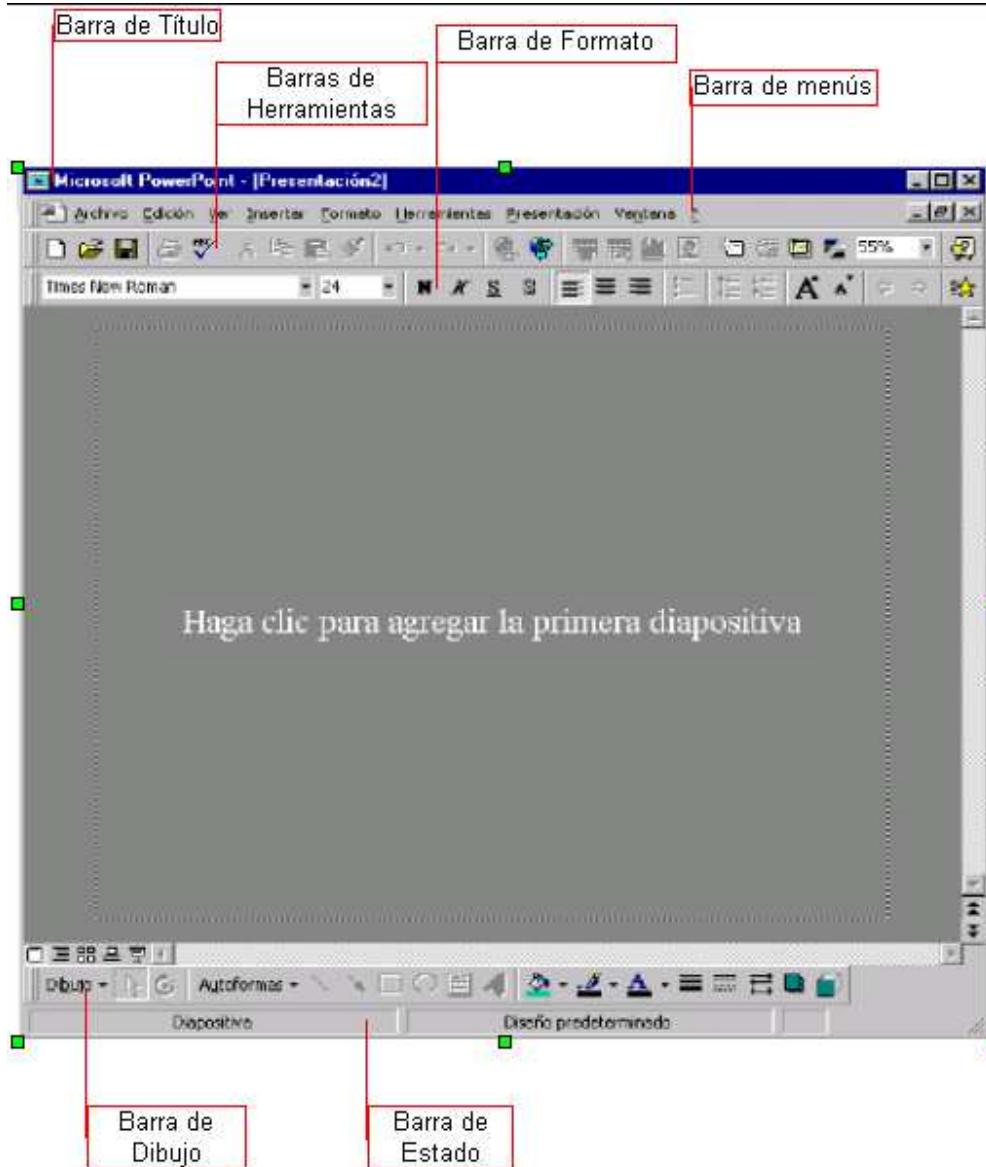 Barra de Título
Barra de Formato
Barras de
Herramientas
Barra de menús
Microsoft PowerPoint - [Presentación2]
Archivo Edición Ver Insertar Formato Herramientas Presentación Ventana ?
55%
Times New Roman 24 N K S S A A
Haga clic para agregar la primera diapositiva
Dibujo Autoformas A
Diapositiva Diseño predeterminado
Barra de
Dibujo
Barra de
Estado